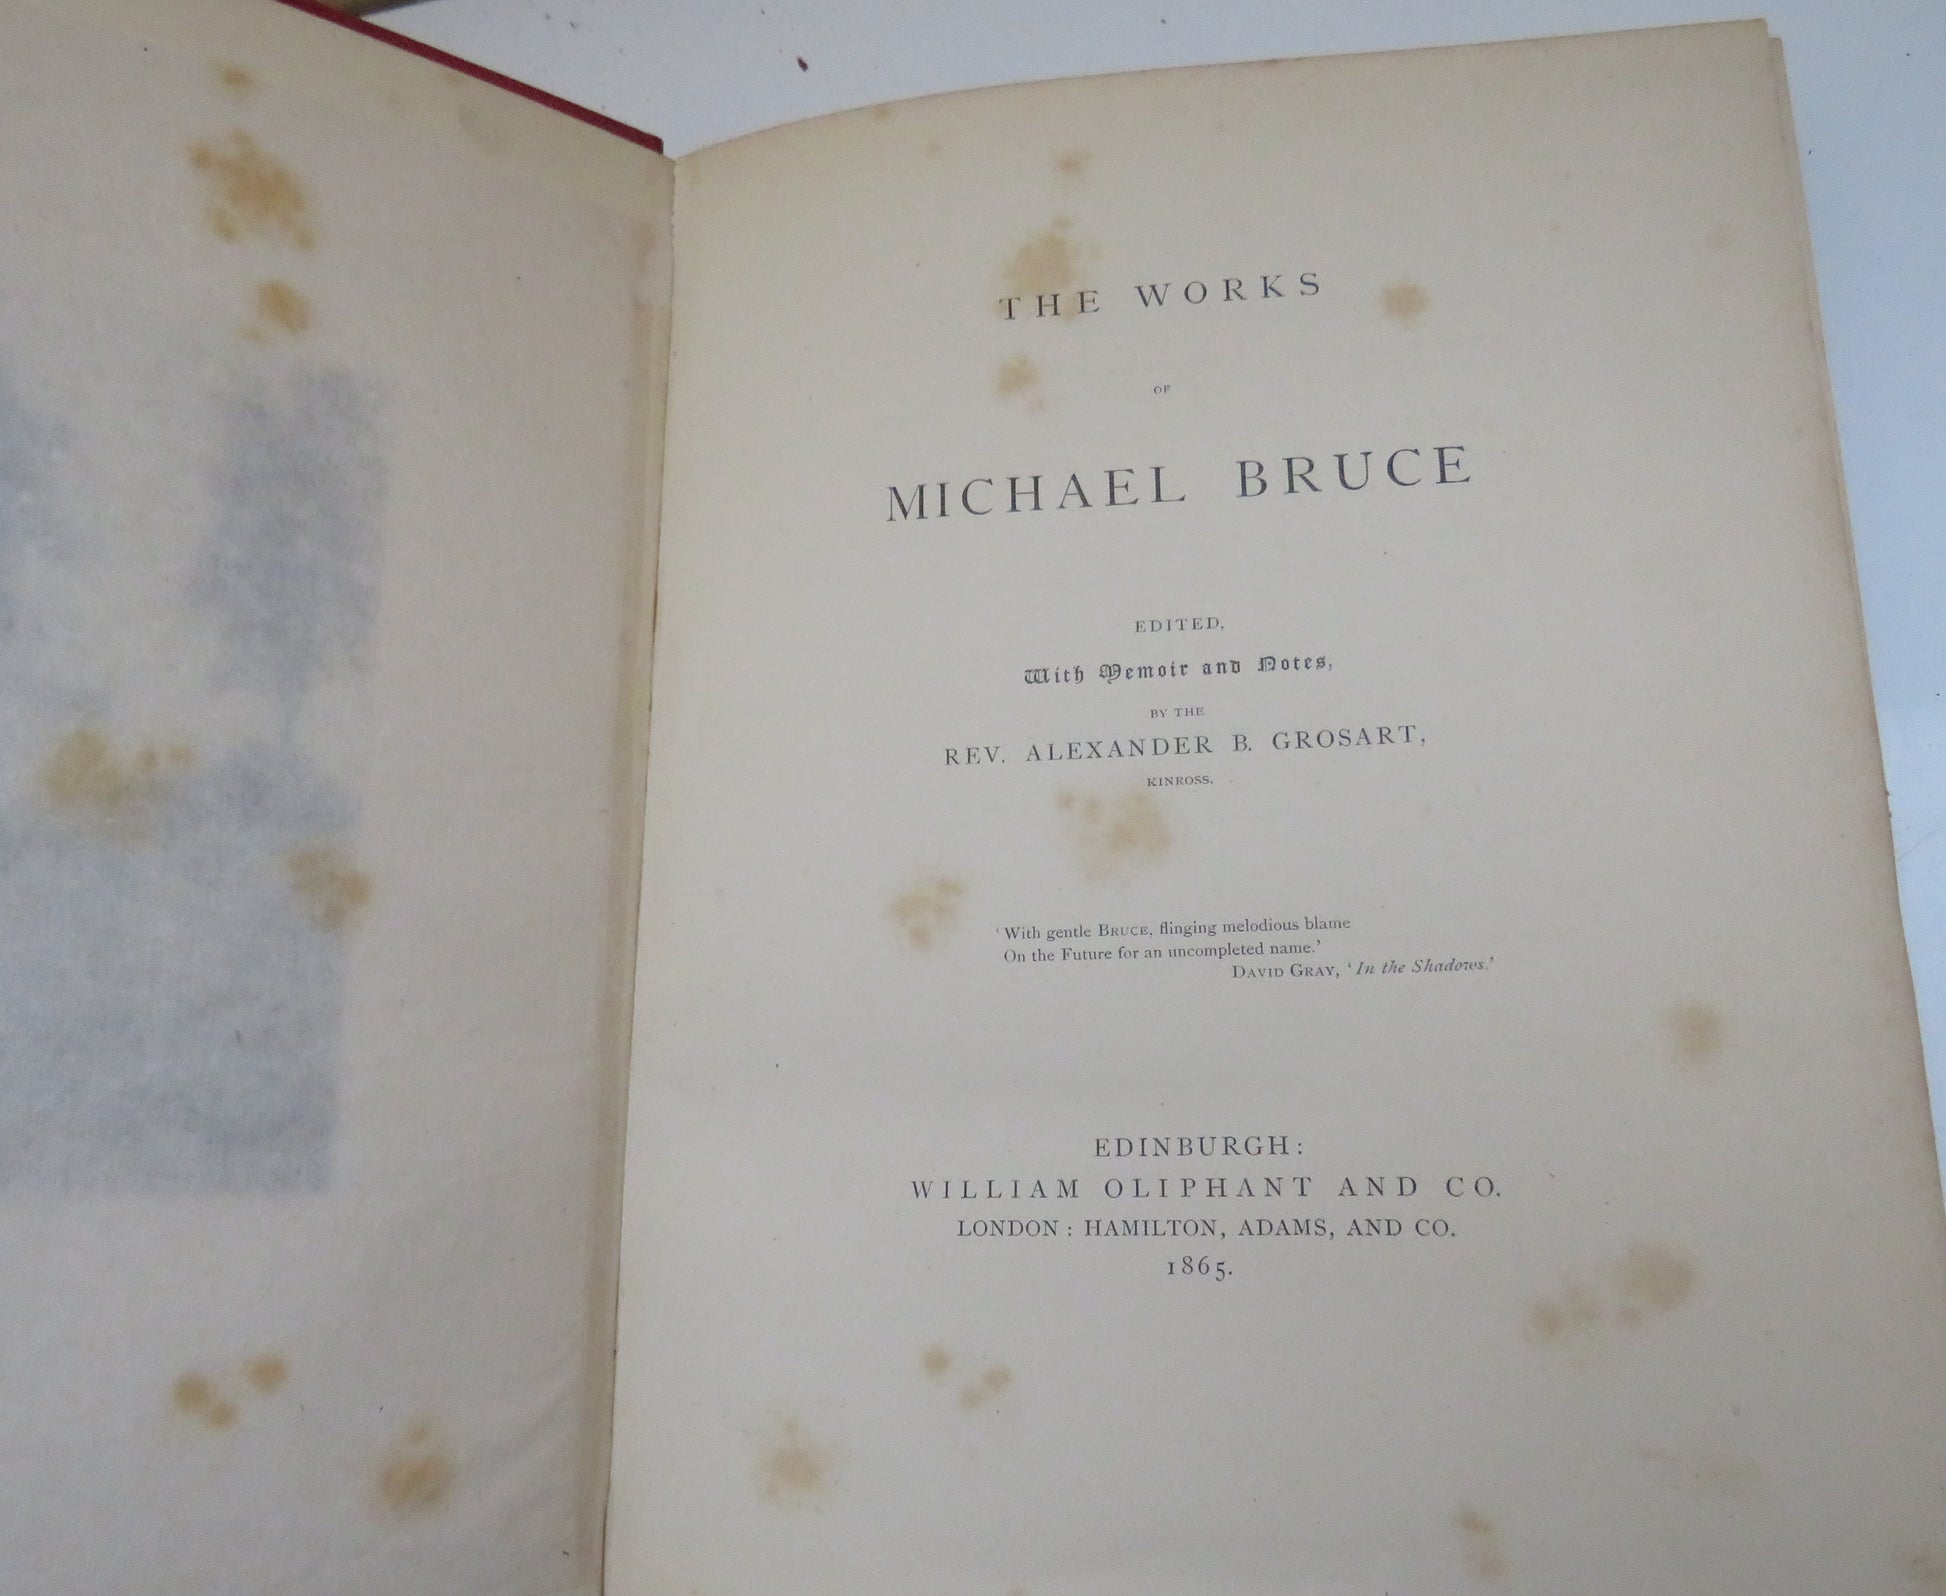 THE WORKS
OF
MICHAEL BRUCE
EDITED,
With Memoir and Notes,
BY THE
REV. ALEXANDER B. GROSART,
KINROSS.
‘With gentle BRUCE, flinging melodious blame
On the Future for an uncompleted name.’
DAVID GRAY, ‘In the Shadows.’
EDINBURGH:
WILLIAM OLIPHANT AND CO.
LONDON: HAMILTON, ADAMS, AND CO.
1865.